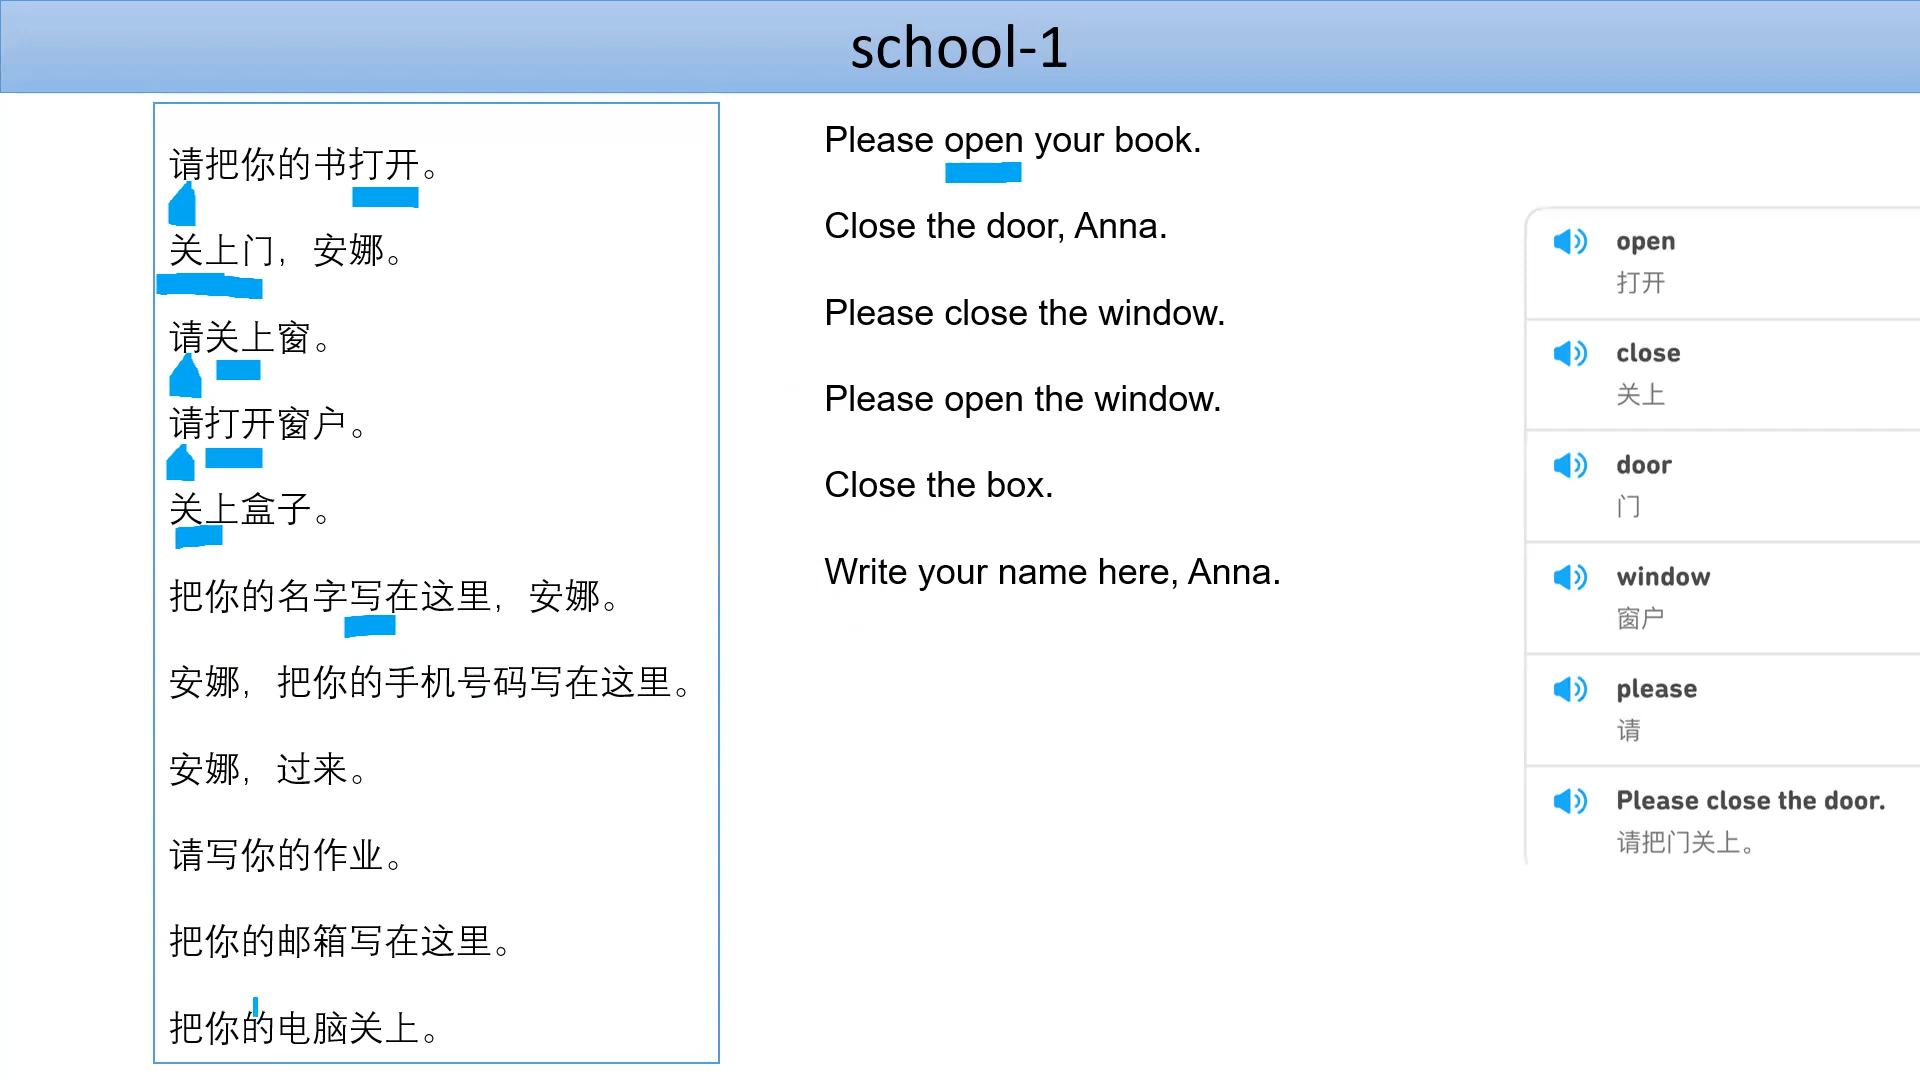 school-1
请把你的书打开。
关上门，安娜。
请关上窗。
请打开窗户。
关上盒子。
把你的名字写在这里，安娜。
安娜，把你的手机号码写在这里。
安娜，过来。
请写你的作业。
把你的邮箱写在这里。
把你的电脑关上。
Please open your book.
Close the door, Anna.
Please close the window.
Please open the window.
Close the box.
Write your name here, Anna.
open
打开
close
关上
door
门
window
窗户
please
请
Please close the door.
请把门关上。